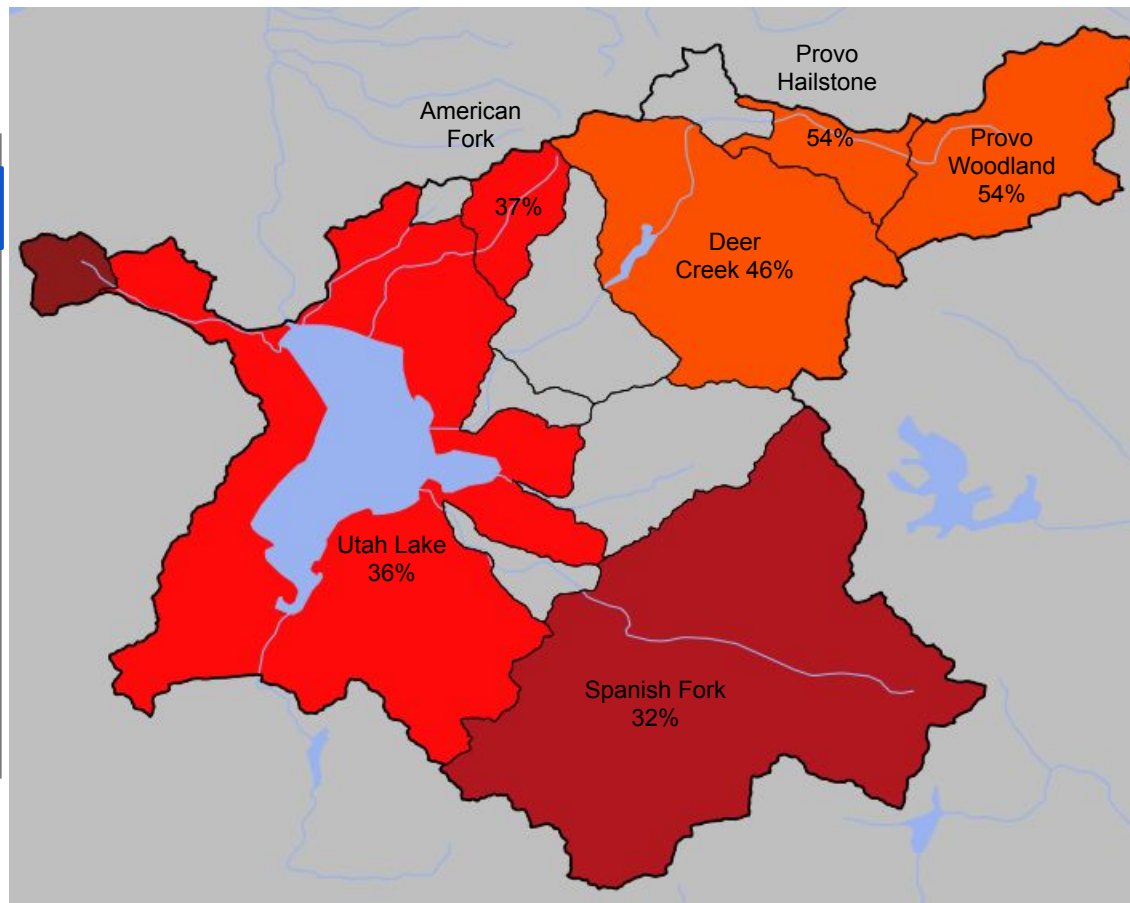 Provo
Hailstone
American
Fork
54%
Provo
Woodland
54%
37%
Deer
Creek 46%
Utah Lake
36%
Spanish Fork
32%